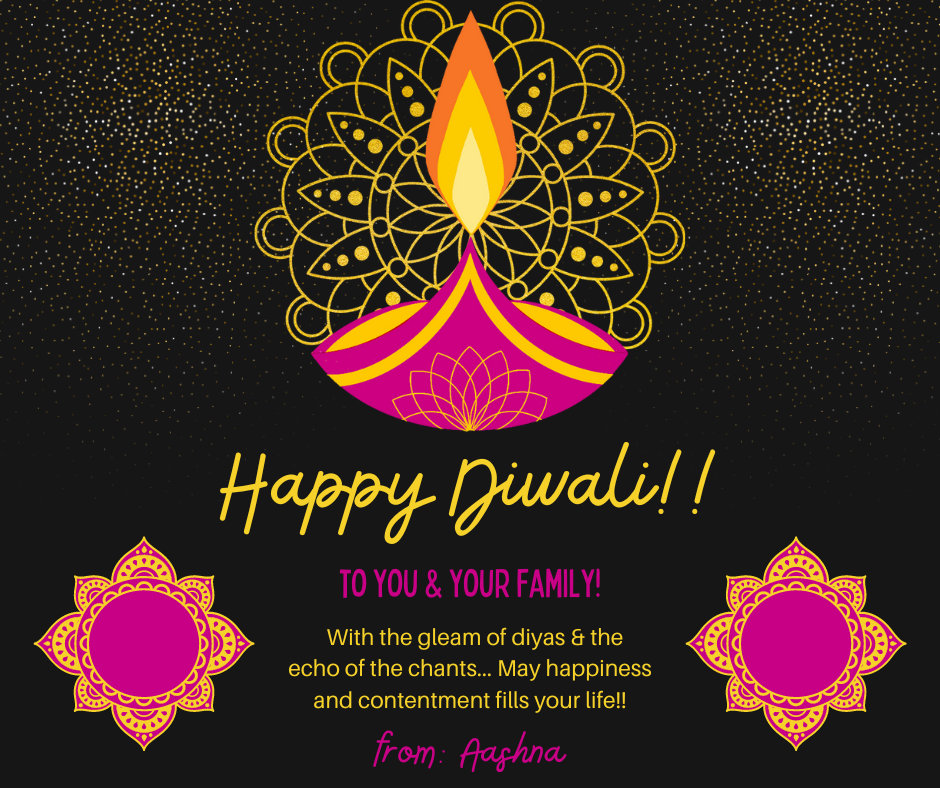 Happy Diwali!!
TO YOU & YOUR FAMILY!
With the gleam of diyas & the
echo of the chants... May happiness
and contentment fills your life!!
from: Aashna